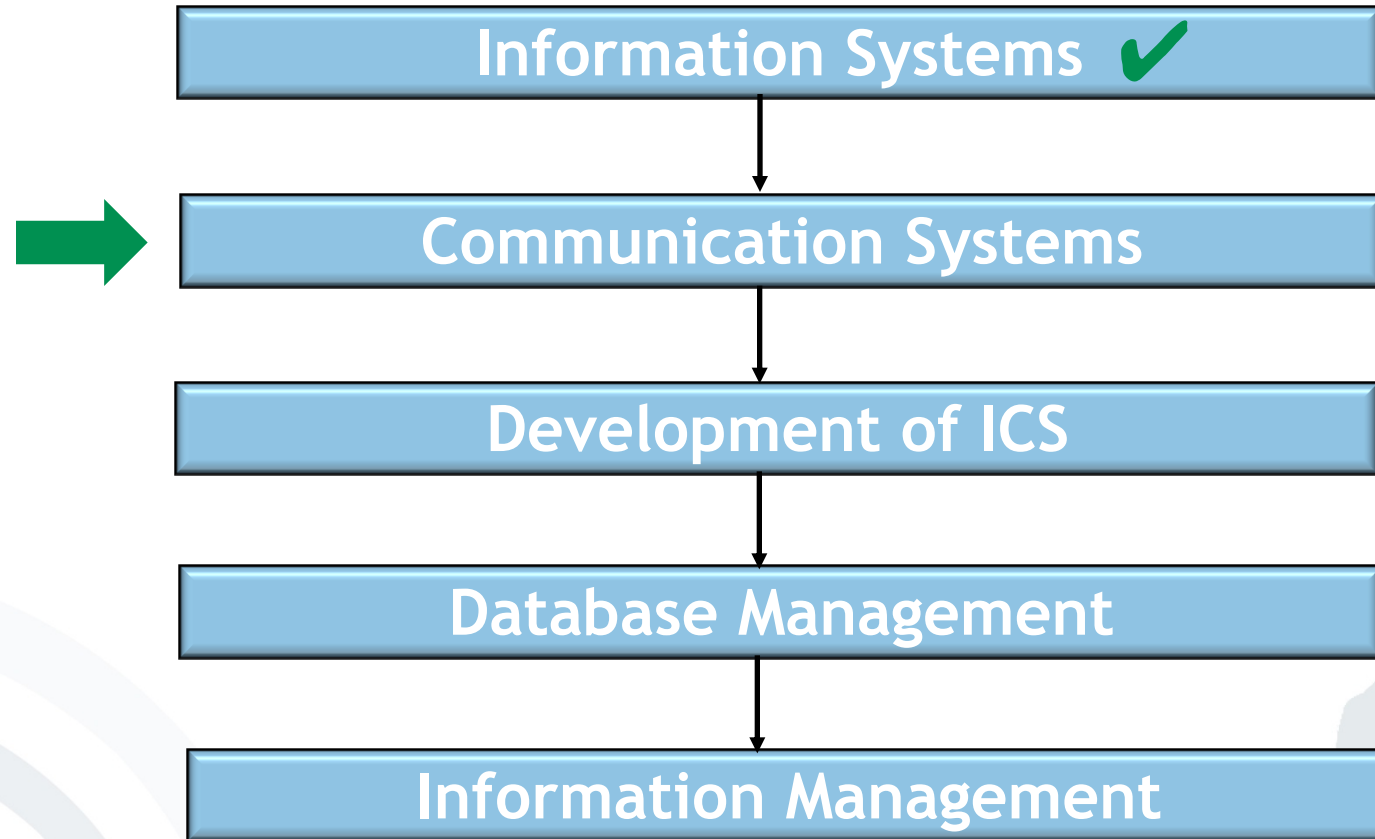 Information Systems ✔
Communication Systems
Development of ICS
Database Management
Information Management